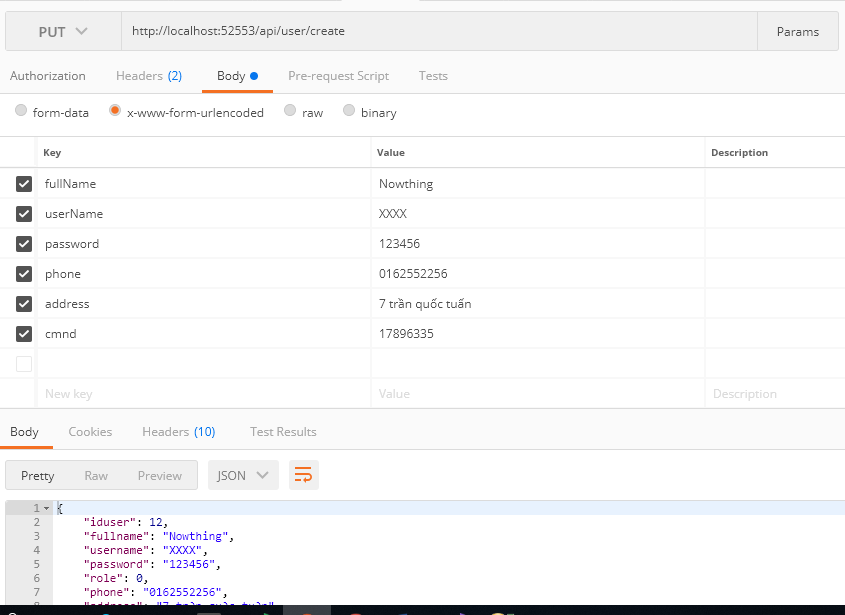 PUT http://localhost:52553/api/user/create Params
Authorization Headers (2) Body Pre-request Script Tests
form-data x-www-form-urlencoded raw binary
Key Value Description
fullName Nowthing
userName XXXX
password 123456
phone 0162552256
address 7 trần quốc tuấn
cmnd 17896335
New key Value Description
Body Cookies Headers (10) Test Results
Pretty Raw Preview JSON
1 {
2 "iduser": 12,
3 "fullname": "Nowthing",
4 "username": "XXXX",
5 "password": "123456",
6 "role": 0,
7 "phone": "0162552256",